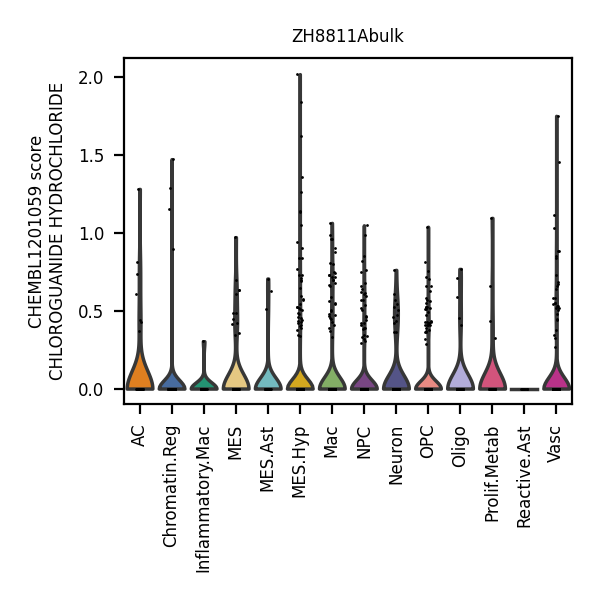 ZH8811Abulk
CHEMBL1201059 score
CHLOROGUANIDE HYDROCHLORIDE
2.0
1.5
1.0
0.5
0.0
AC
Chromatin.Reg
Inflammatory.Mac
MES
MES.Ast
MES.Hyp
Mac
NPC
Neuron
OPC
Oligo
Prolif.Metab
Reactive.Ast
Vasc